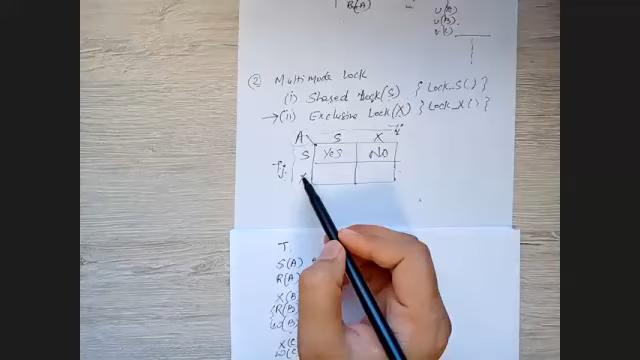 R(A)
U(B)
U(C)
② Multimode Lock
(i) Shared Lock(S) } Lock_S( ) }
→(ii) Exclusive Lock(X) } Lock_X( ) }
A S X
S Yes No
X
T.
S(A)
R(A)
X(B)
R(B)
W(B)
X(C)
W(C)